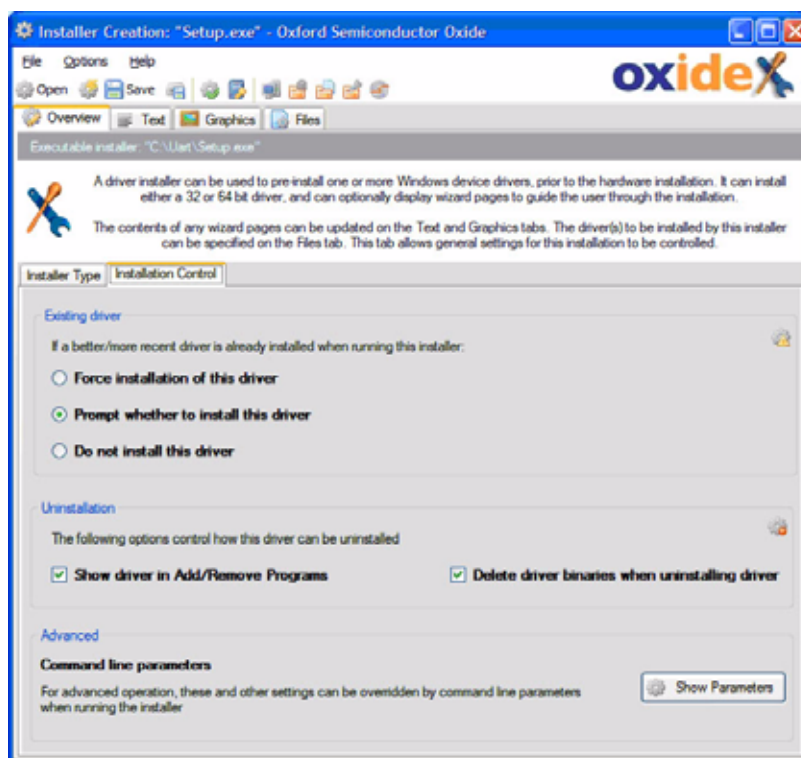 Installer Creation: "Setup.exe" - Oxford Semiconductor Oxide
File Options Help
Open Save
oxide
Overview Text Graphics Files
Executable installer: "C:\Uart\Setup.exe"
A driver installer can be used to pre-install one or more Windows device drivers, prior to the hardware installation. It can install
either a 32 or 64 bit driver, and can optionally display wizard pages to guide the user through the installation.
The contents of any wizard pages can be updated on the Text and Graphics tabs. The driver(s) to be installed by this installer
can be specified on the Files tab. This tab allows general settings for this installation to be controlled.
Installer Type Installation Control
Existing driver
If a better/more recent driver is already installed when running this installer:
Force installation of this driver
Prompt whether to install this driver
Do not install this driver
Uninstallation
The following options control how this driver can be uninstalled
Show driver in Add/Remove Programs Delete driver binaries when uninstalling driver
Advanced
Command line parameters
For advanced operation, these and other settings can be overridden by command line parameters
when running the installer
Show Parameters